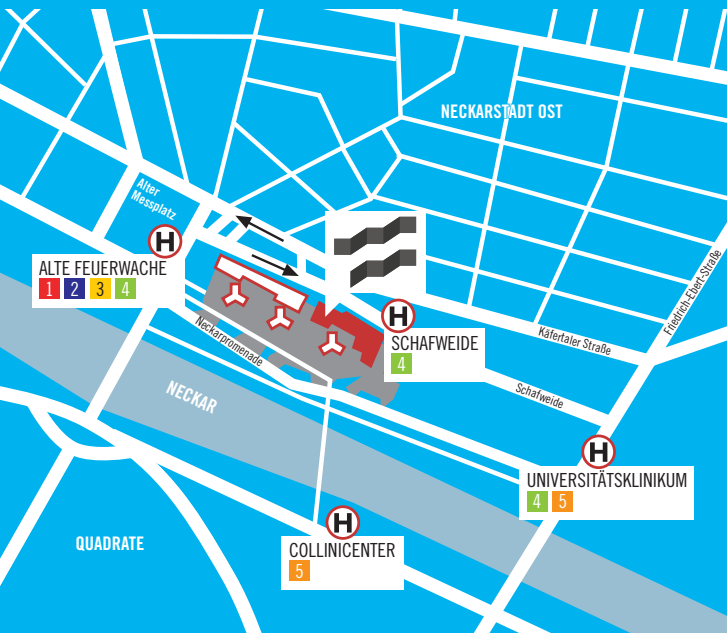 NECKARSTADT OST
Alter
Messplatz
H
ALTE FEUERWACHE
1 2 3 4
H
SCHAFWEIDE
4
Friedrich-Ebert-Straße
Käfertaler Straße
Neckarpromenade
Schafweide
NECKAR
H
UNIVERSITÄTSKLINIKUM
4 5
QUADRATE
H
COLLINICENTER
5